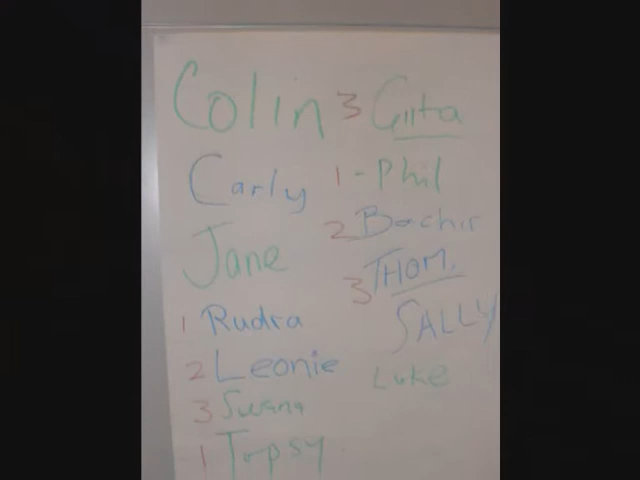 Colin
Carly
Jane
1 Rudra
2 Leonie
3 Swana
1 Topsy
3 Gita
1 - Phil
2 Bachir
3 THOM.
SALLY
Luke